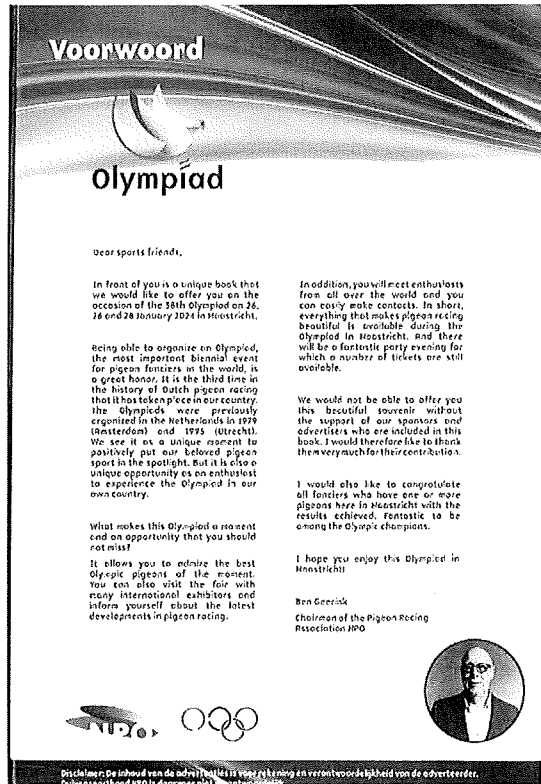 Voorwoord
Olympiad
Dear sports friends,
In front of you is a unique book that
we would like to offer you on the
occasion of the 38th Olympiad on 26,
26 and 28 January 2024 in Maastricht.
Being able to organize an Olympiad,
the most important biennial event
for pigeon fanciers in the world, is
a great honor. It is the third time in
the history of Dutch pigeon racing
that it has taken place in our country.
The Olympiads were previously
organized in the Netherlands in 1979
(Amsterdam) and 1995 (Utrecht).
We see it as a unique moment to
positively put our beloved pigeon
sport in the spotlight. But it is also a
unique opportunity as an enthusiast
to experience the Olympiad in our
own country.
What makes this Olympiad a moment
and an opportunity that you should
not miss?
It allows you to admire the best
Olympic pigeons of the moment.
You can also visit the fair with
many international exhibitors and
inform yourself about the latest
developments in pigeon racing.
In addition, you will meet enthusiasts
from all over the world and you
can easily make contacts. In short,
everything that makes pigeon racing
beautiful is available during the
Olympiad in Maastricht. And there
will be a fantastic party evening for
which a number of tickets are still
available.
We would not be able to offer you
this beautiful souvenir without
the support of our sponsors and
advertisers who are included in this
book. I would therefore like to thank
them very much for their contribution.
I would also like to congratulate
all fanciers who have one or more
pigeons here in Maastricht with the
results achieved. Fantastic to be
among the Olympic champions.
I hope you enjoy this Olympiad in
Maastricht!
Ben Geerink
Chairman of the Pigeon Racing
Association NPO
NPO
Disclaimer: De inhoud van de advertenties is voor rekening en verantwoordelijkheid van de adverteerder.
Duivensportbond NPO is daarvoor niet verantwoordelijk.